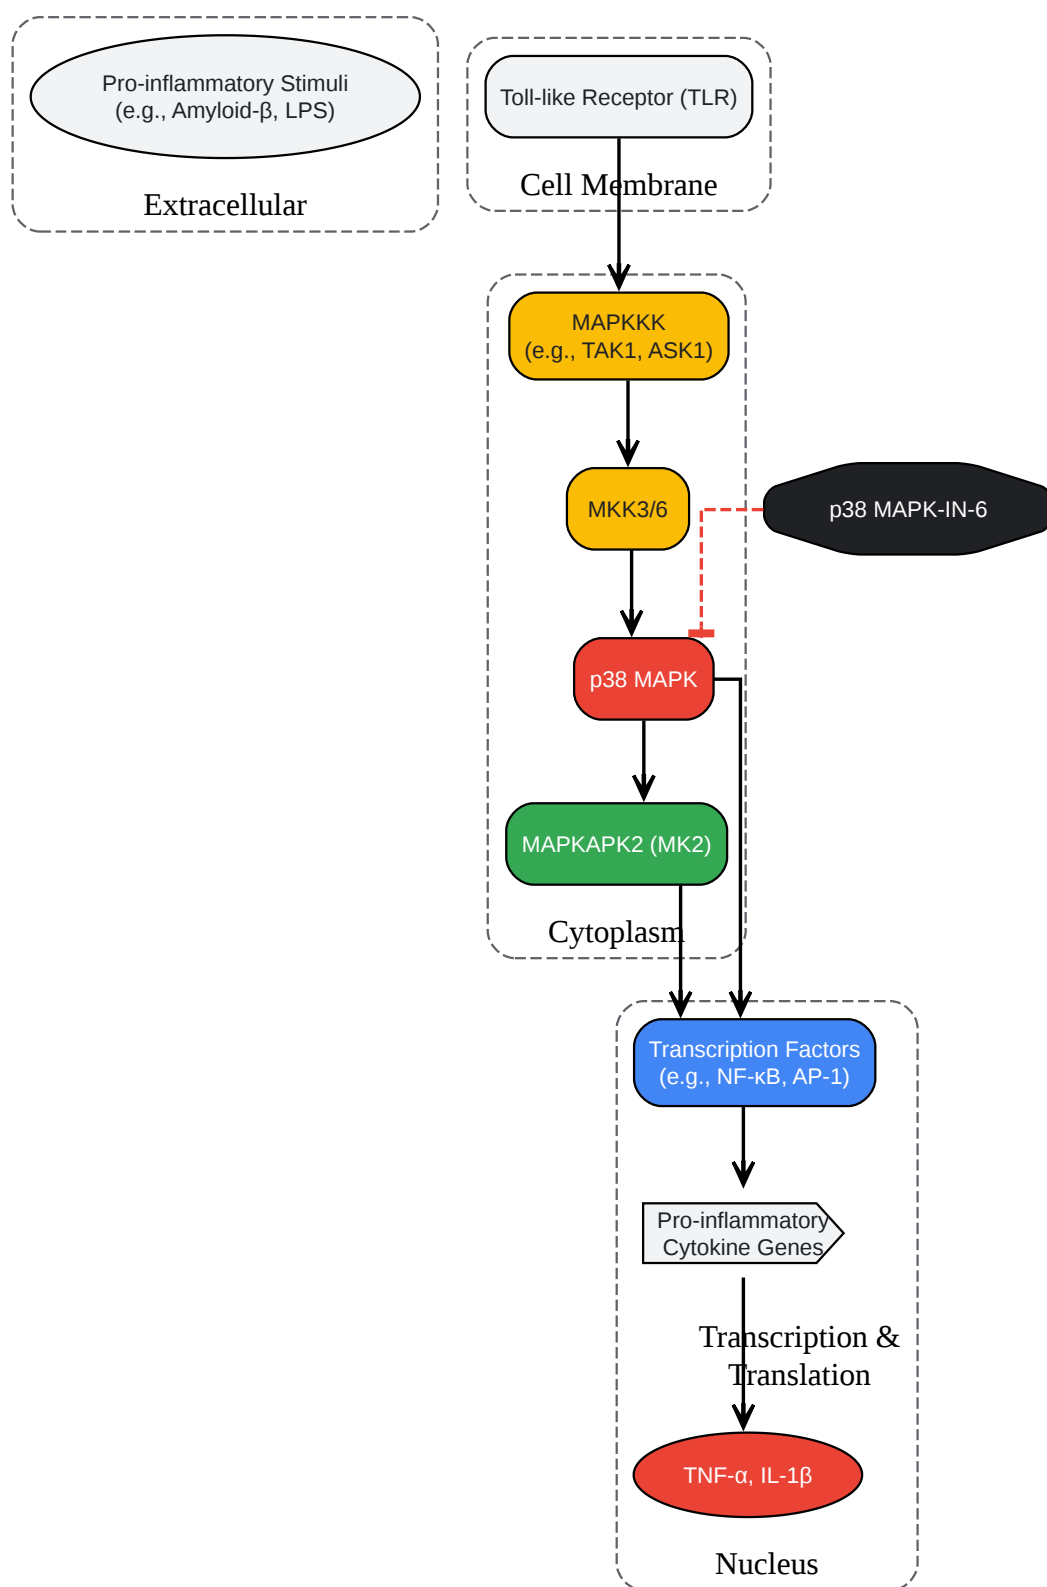 Pro-inflammatory Stimuli
(e.g., Amyloid-β, LPS)
Extracellular
Toll-like Receptor (TLR)
Cell Membrane
MAPKKK
(e.g., TAK1, ASK1)
MKK3/6
p38 MAPK-IN-6
p38 MAPK
MAPKAPK2 (MK2)
Cytoplasm
Transcription Factors
(e.g., NF-κB, AP-1)
Pro-inflammatory
Cytokine Genes
Transcription &
Translation
TNF-α, IL-1β
Nucleus